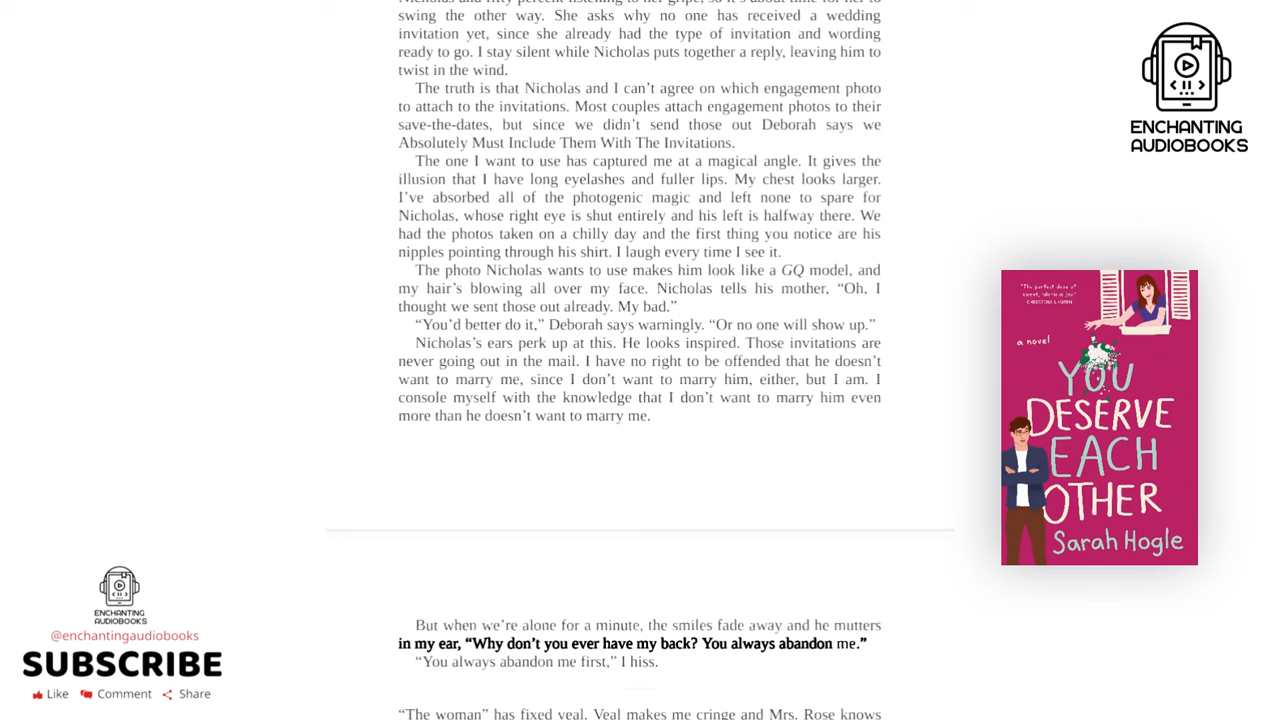 Nicholas and fifty percent listening to her gripe, so it's about time for her to
swing the other way. She asks why no one has received a wedding
invitation yet, since she already had the type of invitation and wording
ready to go. I stay silent while Nicholas puts together a reply, leaving him to
twist in the wind.
The truth is that Nicholas and I can’t agree on which engagement photo
to attach to the invitations. Most couples attach engagement photos to their
save-the-dates, but since we didn’t send those out Deborah says we
Absolutely Must Include Them With The Invitations.
The one I want to use has captured me at a magical angle. It gives the
illusion that I have long eyelashes and fuller lips. My chest looks larger.
I’ve absorbed all of the photogenic magic and left none to spare for
Nicholas, whose right eye is shut entirely and his left is halfway there. We
had the photos taken on a chilly day and the first thing you notice are his
nipples pointing through his shirt. I laugh every time I see it.
The photo Nicholas wants to use makes him look like a GQ model, and
my hair’s blowing all over my face. Nicholas tells his mother, “Oh, I
thought we sent those out already. My bad.”
“You’d better do it,” Deborah says warningly. “Or no one will show up.”
Nicholas’s ears perk up at this. He looks inspired. Those invitations are
never going out in the mail. I have no right to be offended that he doesn’t
want to marry me, since I don’t want to marry him, either, but I am. I
console myself with the knowledge that I don’t want to marry him even
more than he doesn’t want to marry me.
But when we’re alone for a minute, the smiles fade away and he mutters
in my ear, “Why don’t you ever have my back? You always abandon me.”
“You always abandon me first,” I hiss.
“The woman” has fixed veal. Veal makes me cringe and Mrs. Rose knows
ENCHANTING
AUDIOBOOKS
a novel
YOU
DESERVE
EACH
OTHER
Sarah Hogle
ENCHANTING
AUDIOBOOKS
@enchantingaudiobooks
SUBSCRIBE
Like Comment Share